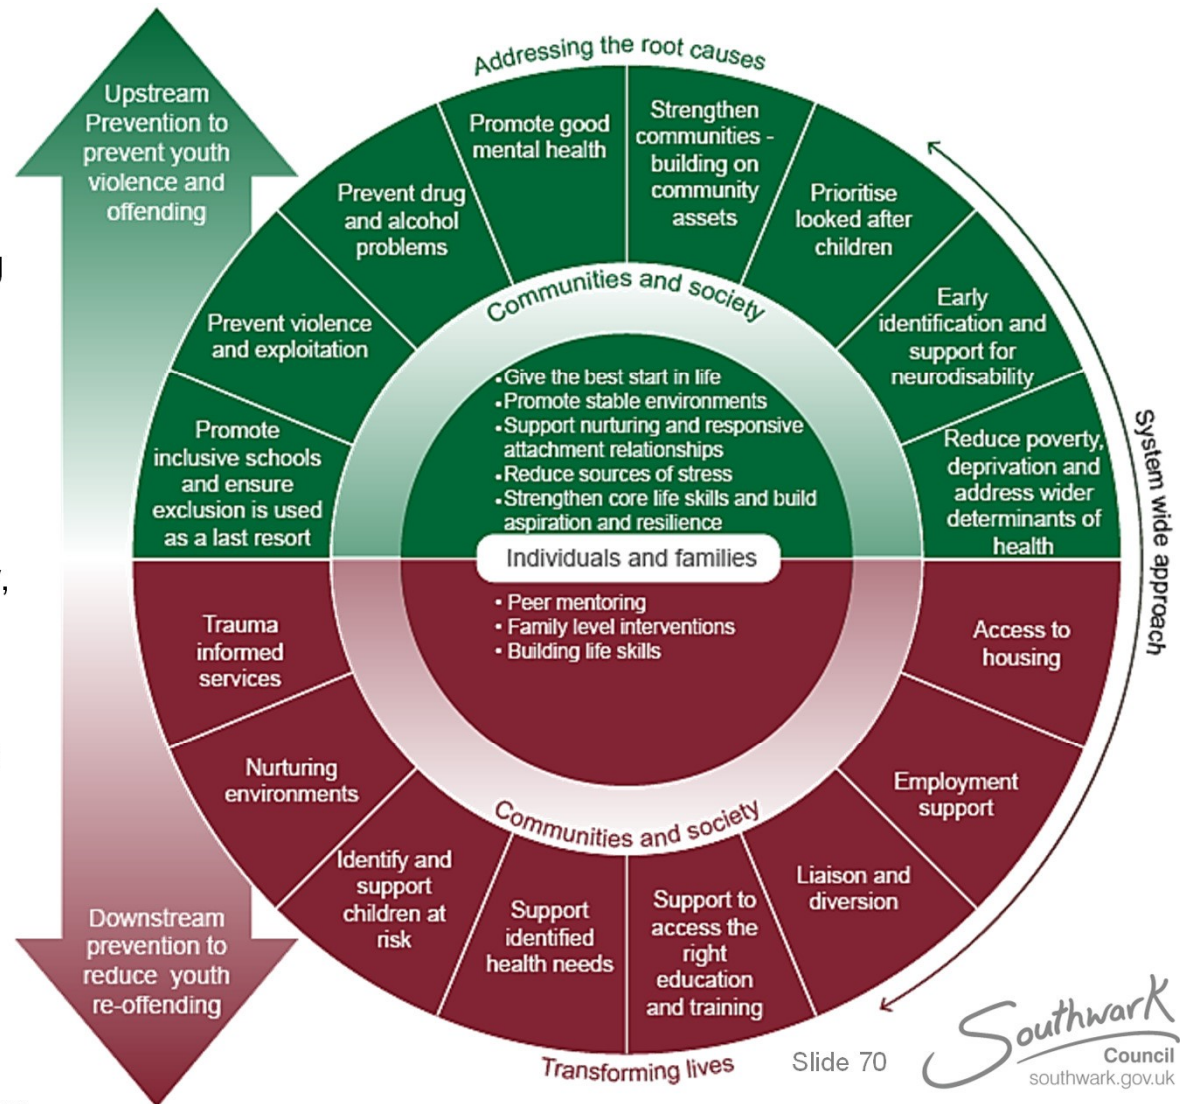 Upstream
Prevention to
prevent youth
violence and
offending
Addressing the root causes
Promote good
mental health
Strengthen
communities -
building on
community
assets
Prevent drug
and alcohol
problems
Prioritise
looked after
children
Prevent violence
and exploitation
Early
identification and
support for
neurodisability
Promote
inclusive schools
and ensure
exclusion is used
as a last resort
Reduce poverty,
deprivation and
address wider
determinants of
health
Communities and society
•Give the best start in life
•Promote stable environments
•Support nurturing and responsive
attachment relationships
•Reduce sources of stress
•Strengthen core life skills and build
aspiration and resilience
Individuals and families
• Peer mentoring
• Family level interventions
• Building life skills
Communities and society
System wide approach
Trauma
informed
services
Access to
housing
Nurturing
environments
Employment
support
Identify and
support
children at
risk
Support
identified
health needs
Support to
access the
right
education
and training
Liaison and
diversion
Downstream
prevention to
reduce youth
re-offending
Transforming lives
Slide 70
Southwark
Council
southwark.gov.uk